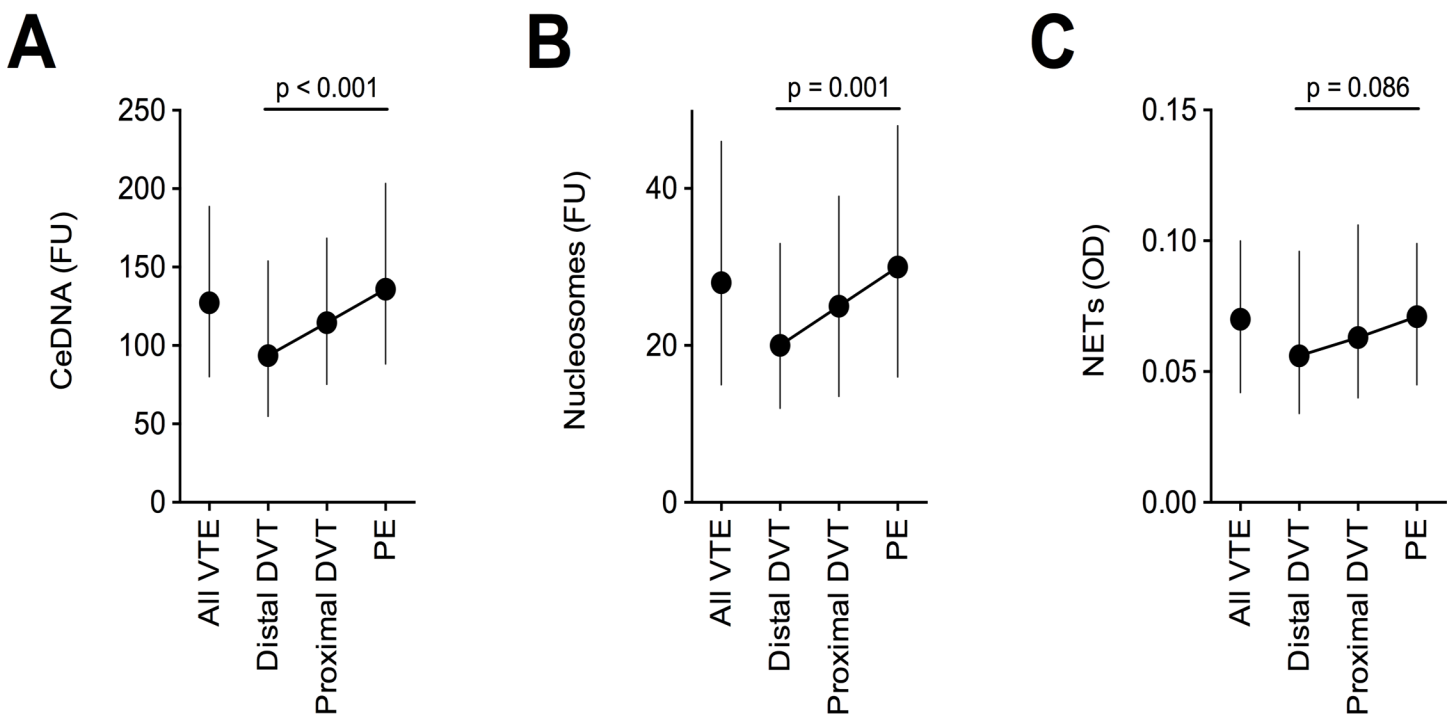 A
B
C
p < 0.001
p = 0.001
p = 0.086
CeDNA (FU)
250
200
150
100
50
0
All VTE
Distal DVT
Proximal DVT
PE
Nucleosomes (FU)
40
20
0
All VTE
Distal DVT
Proximal DVT
PE
NETs (OD)
0.15
0.10
0.05
0.00
All VTE
Distal DVT
Proximal DVT
PE